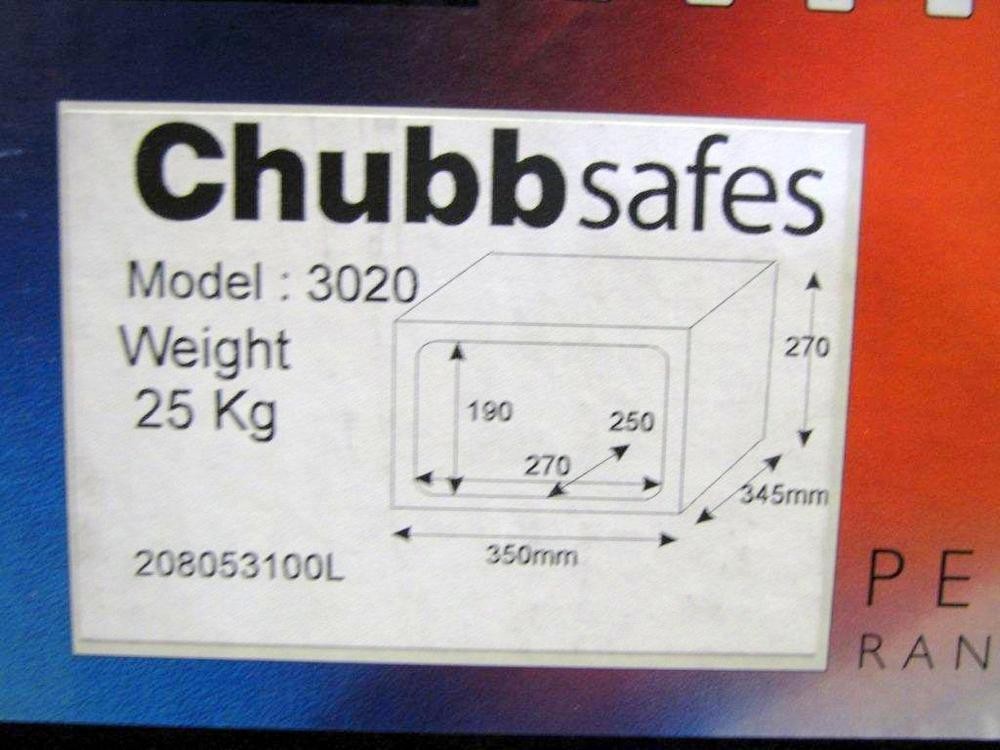 Chubbsafes
Model : 3020
Weight
25 Kg
270
190
250
270
345mm
350mm
208053100L
PE
RAN